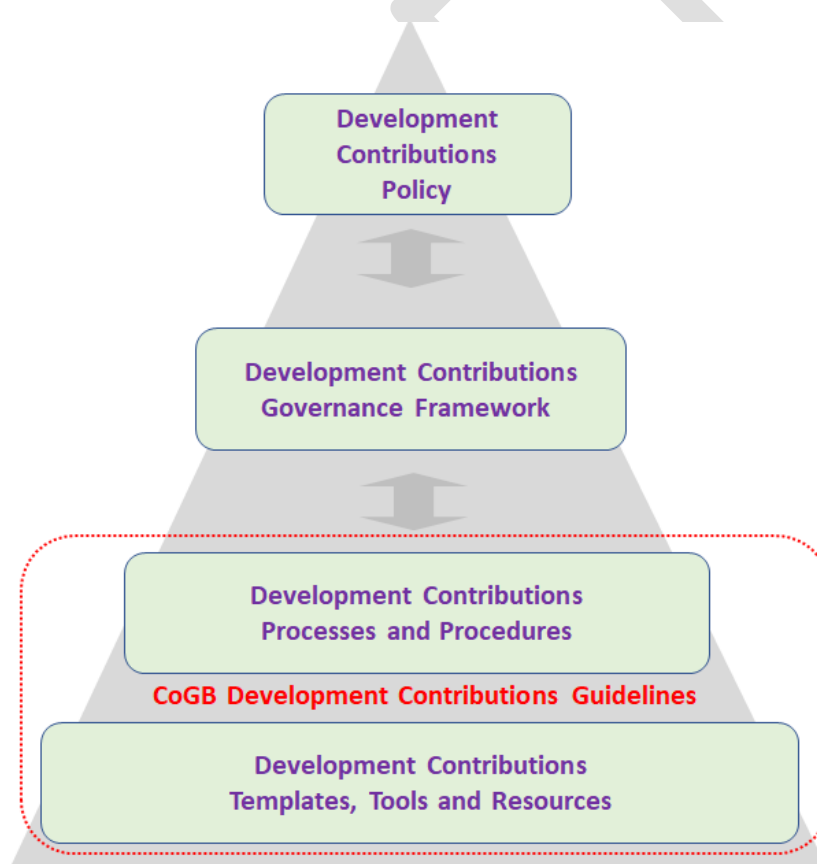 Development
Contributions
Policy
Development Contributions
Governance Framework
Development Contributions
Processes and Procedures
CoGB Development Contributions Guidelines
Development Contributions
Templates, Tools and Resources